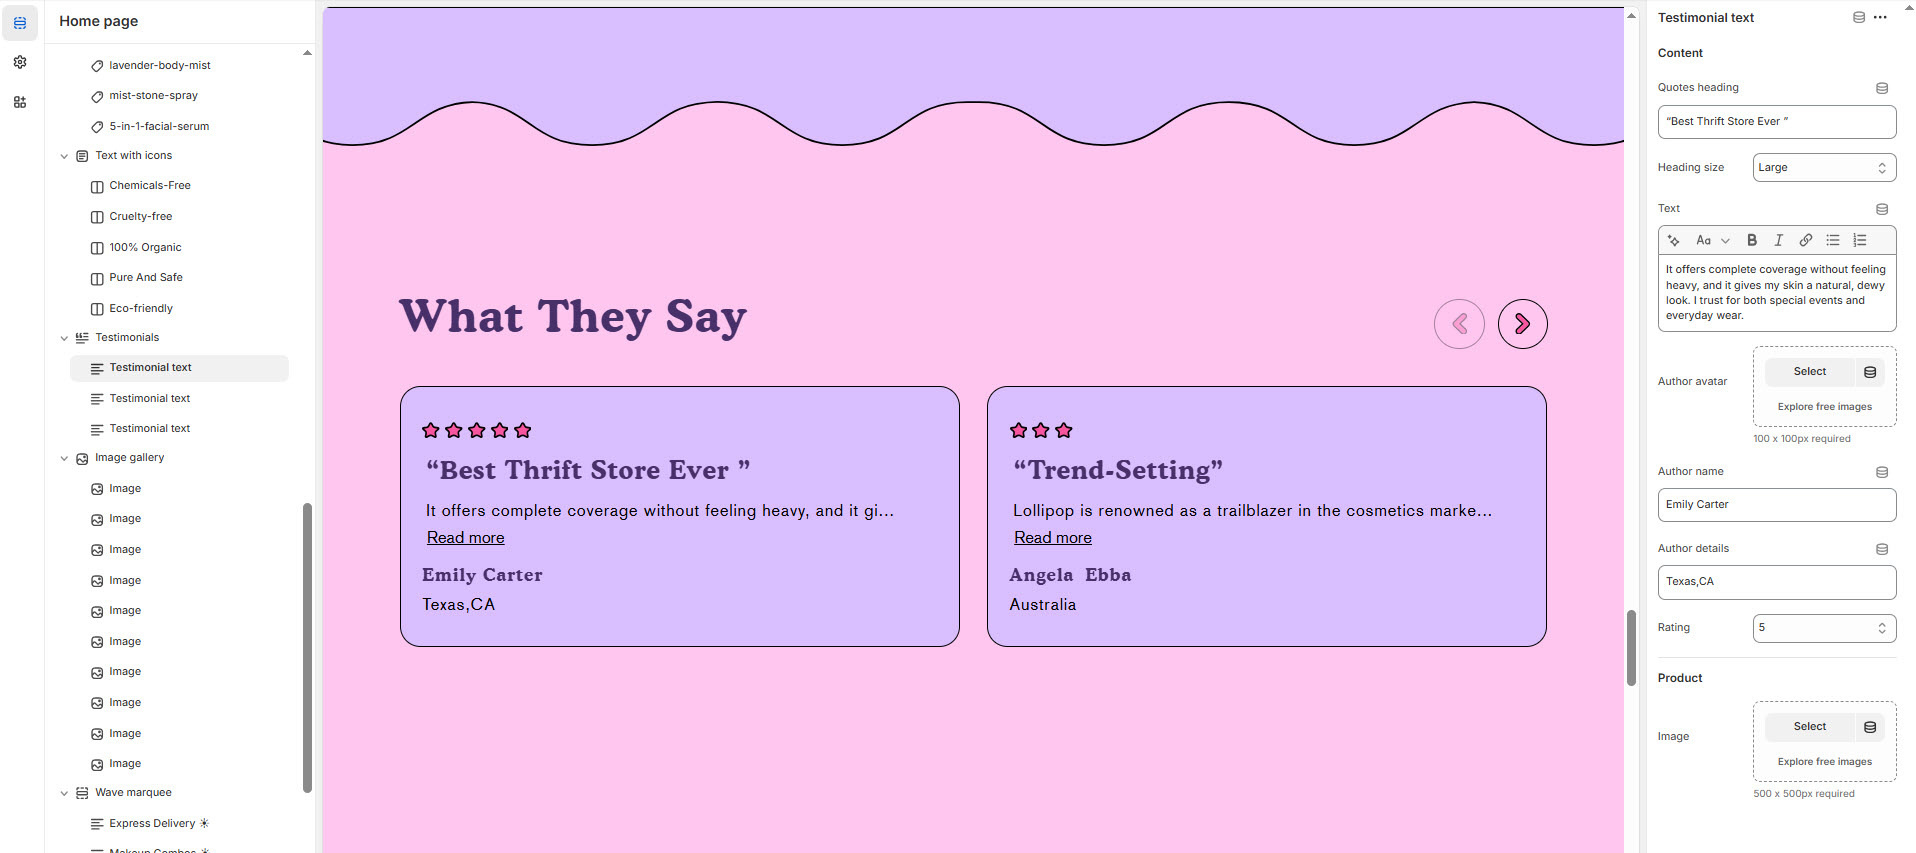 Home page
lavender-body-mist
mist-stone-spray
5-in-1-facial-serum
Text with icons
Chemicals-Free
Cruelty-free
100% Organic
Pure And Safe
Eco-friendly
Testimonials
Testimonial text
Testimonial text
Testimonial text
Image gallery
Image
Image
Image
Image
Image
Image
Image
Image
Image
Image
Wave marquee
Express Delivery ☀
Makeup Combos ☀
What They Say
“Best Thrift Store Ever ”
It offers complete coverage without feeling heavy, and it gi...
Read more
Emily Carter
Texas,CA
“Trend-Setting”
Lollipop is renowned as a trailblazer in the cosmetics marke...
Read more
Angela  Ebba
Australia
Testimonial text
Content
Quotes heading
“Best Thrift Store Ever ”
Heading size
Large
Text
Aa
B
I
It offers complete coverage without feeling
heavy, and it gives my skin a natural, dewy
look. I trust for both special events and
everyday wear.
Author avatar
Select
Explore free images
100 x 100px required
Author name
Emily Carter
Author details
Texas,CA
Rating
5
Product
Image
Select
Explore free images
500 x 500px required